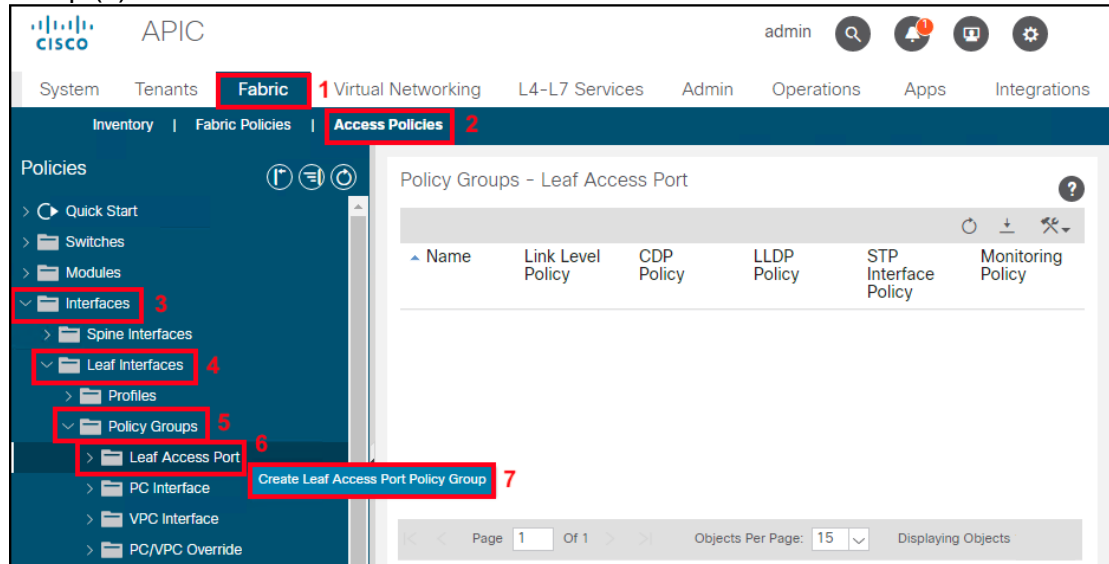 CISCO
APIC
admin
1
System Tenants Fabric 1 Virtual Networking L4-L7 Services Admin Operations Apps Integrations
Inventory | Fabric Policies | Access Policies 2
Policies
Quick Start
Switches
Modules
Interfaces 3
Spine Interfaces
Leaf Interfaces 4
Profiles
Policy Groups 5
6
Leaf Access Port
Create Leaf Access Port Policy Group 7
PC Interface
VPC Interface
PC/VPC Override
Policy Groups - Leaf Access Port
?
Name
Link Level Policy
CDP Policy
LLDP Policy
STP Interface Policy
Monitoring Policy
Page 1 Of 1 Objects Per Page: 15 Displaying Objects